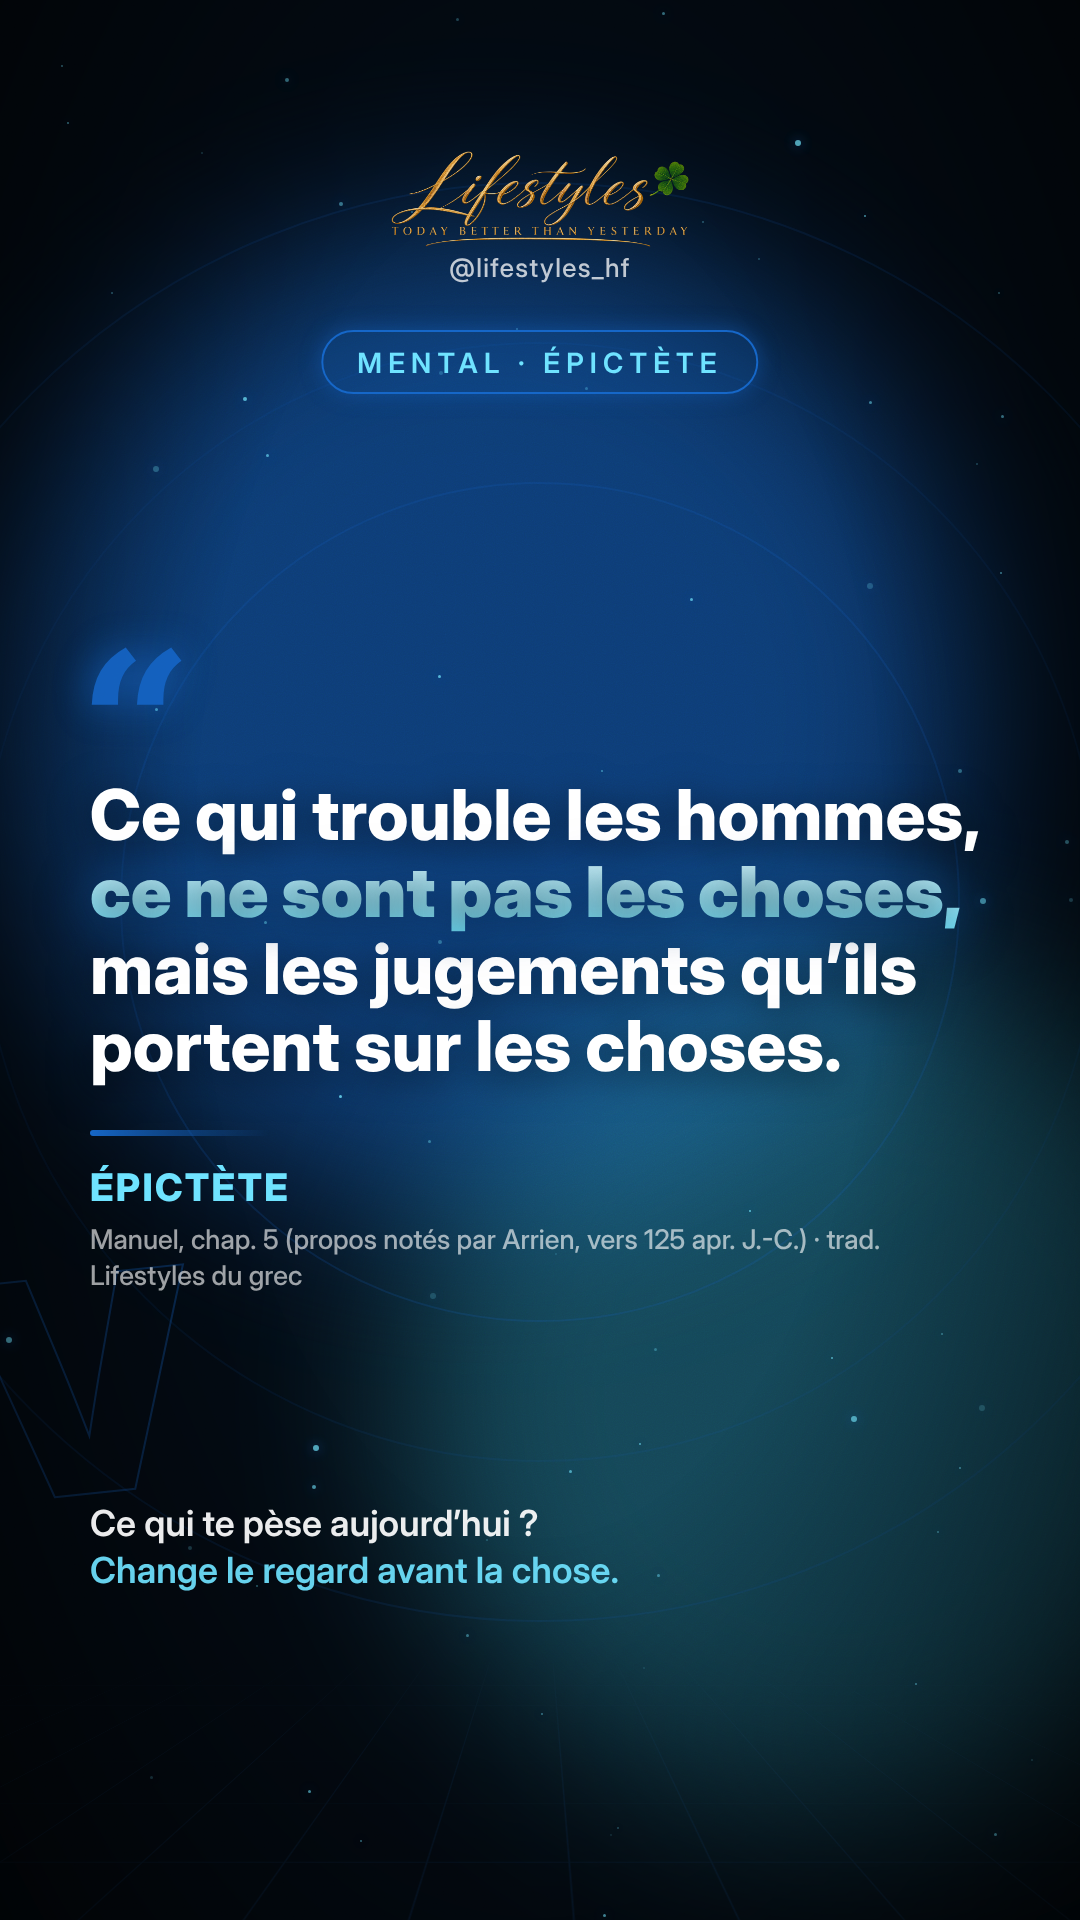 Lifestyles
TODAY BETTER THAN YESTERDAY
@lifestyles_hf
MENTAL · ÉPICTÈTE
“
Ce qui trouble les hommes,
ce ne sont pas les choses,
mais les jugements qu’ils
portent sur les choses.
ÉPICTÈTE
Manuel, chap. 5 (propos notés par Arrien, vers 125 apr. J.-C.) · trad.
Lifestyles du grec
Ce qui te pèse aujourd’hui ?
Change le regard avant la chose.